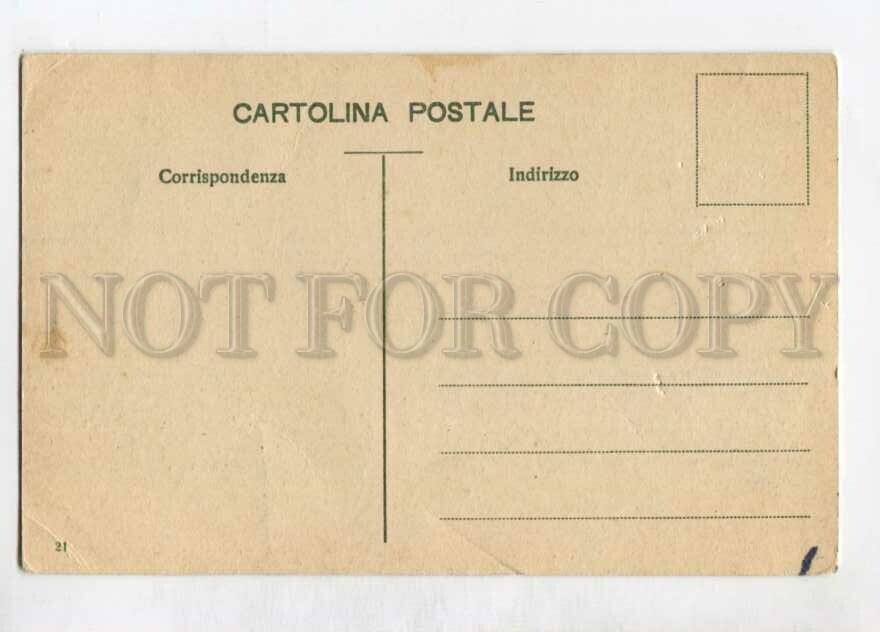 CARTOLINA POSTALE
Corrispondenza
Indirizzo
NOT FOR COPY
21